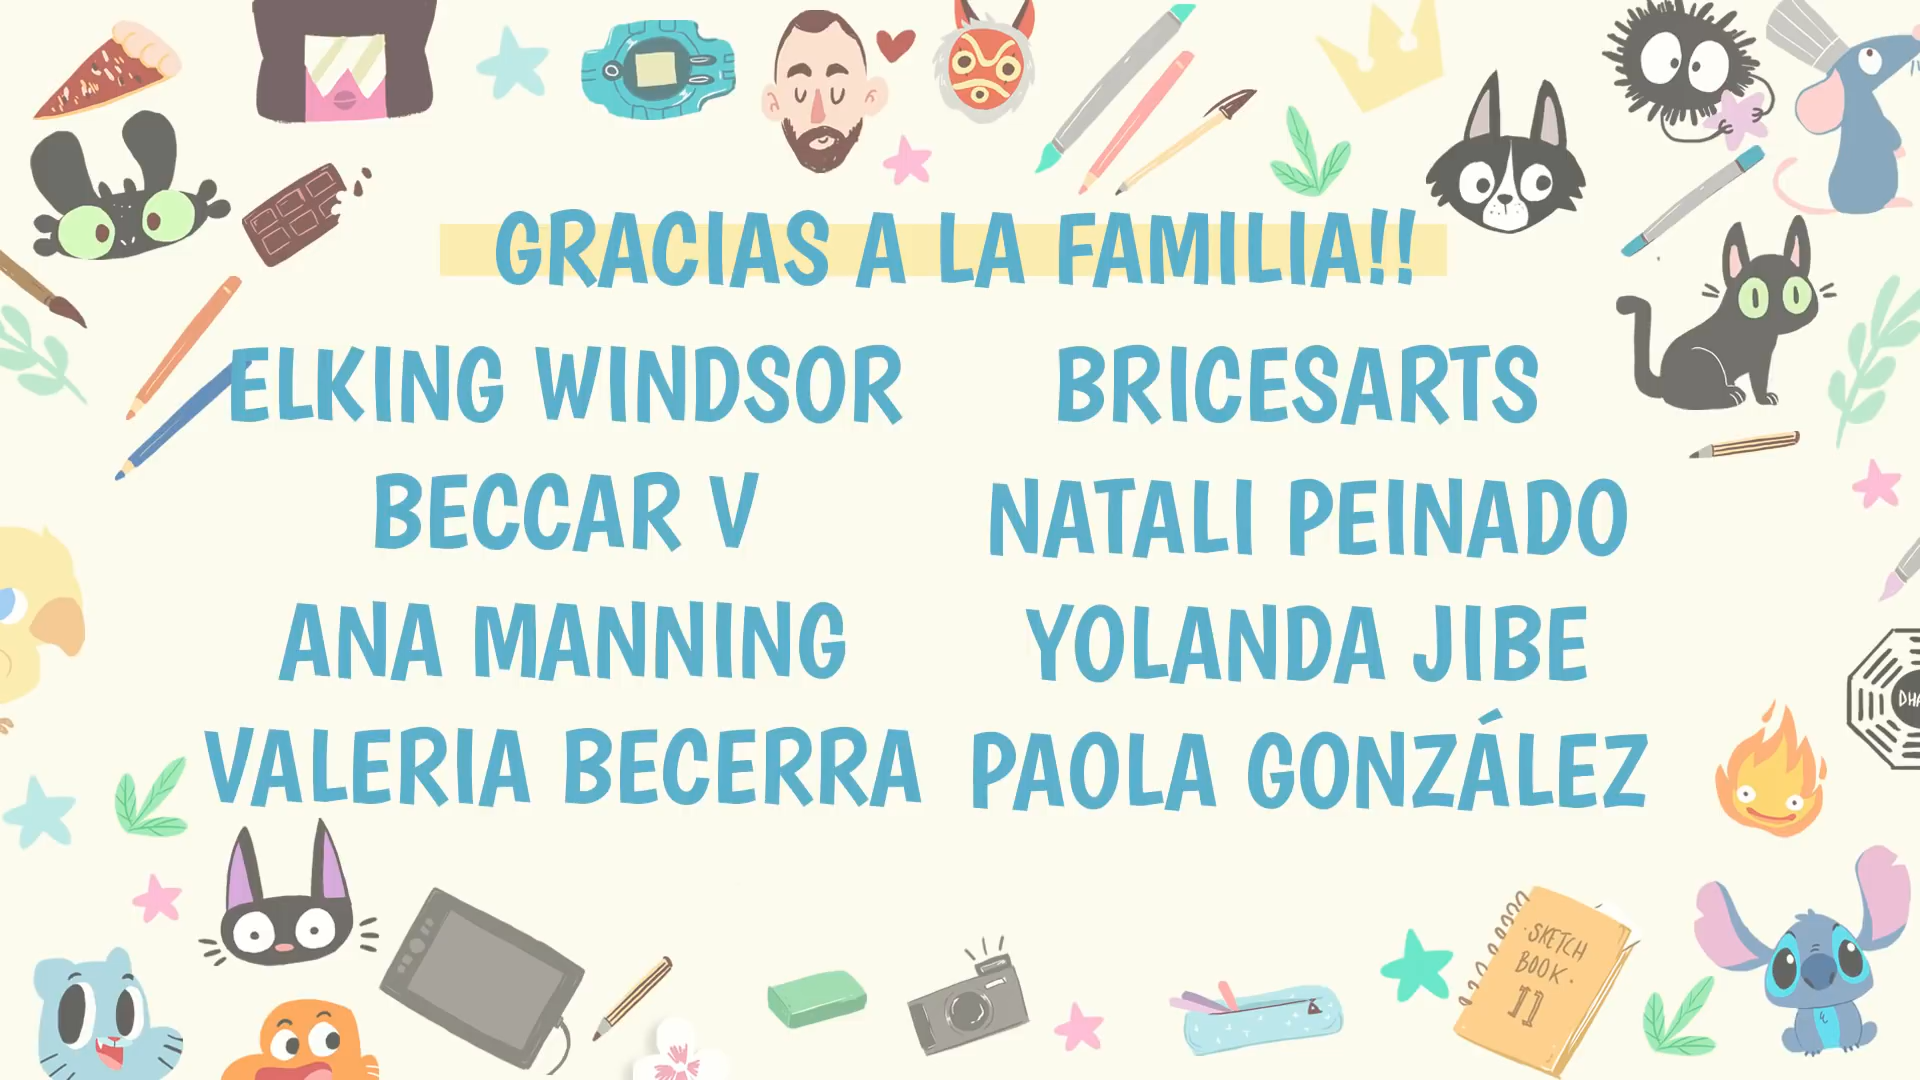 GRACIAS A LA FAMILIA!!
ELKING WINDSOR
BRICESARTS
BECCAR V
NATALI PEINADO
ANA MANNING
YOLANDA JIBE
VALERIA BECERRA
PAOLA GONZÁLEZ
·SKETCH
BOOK·
11